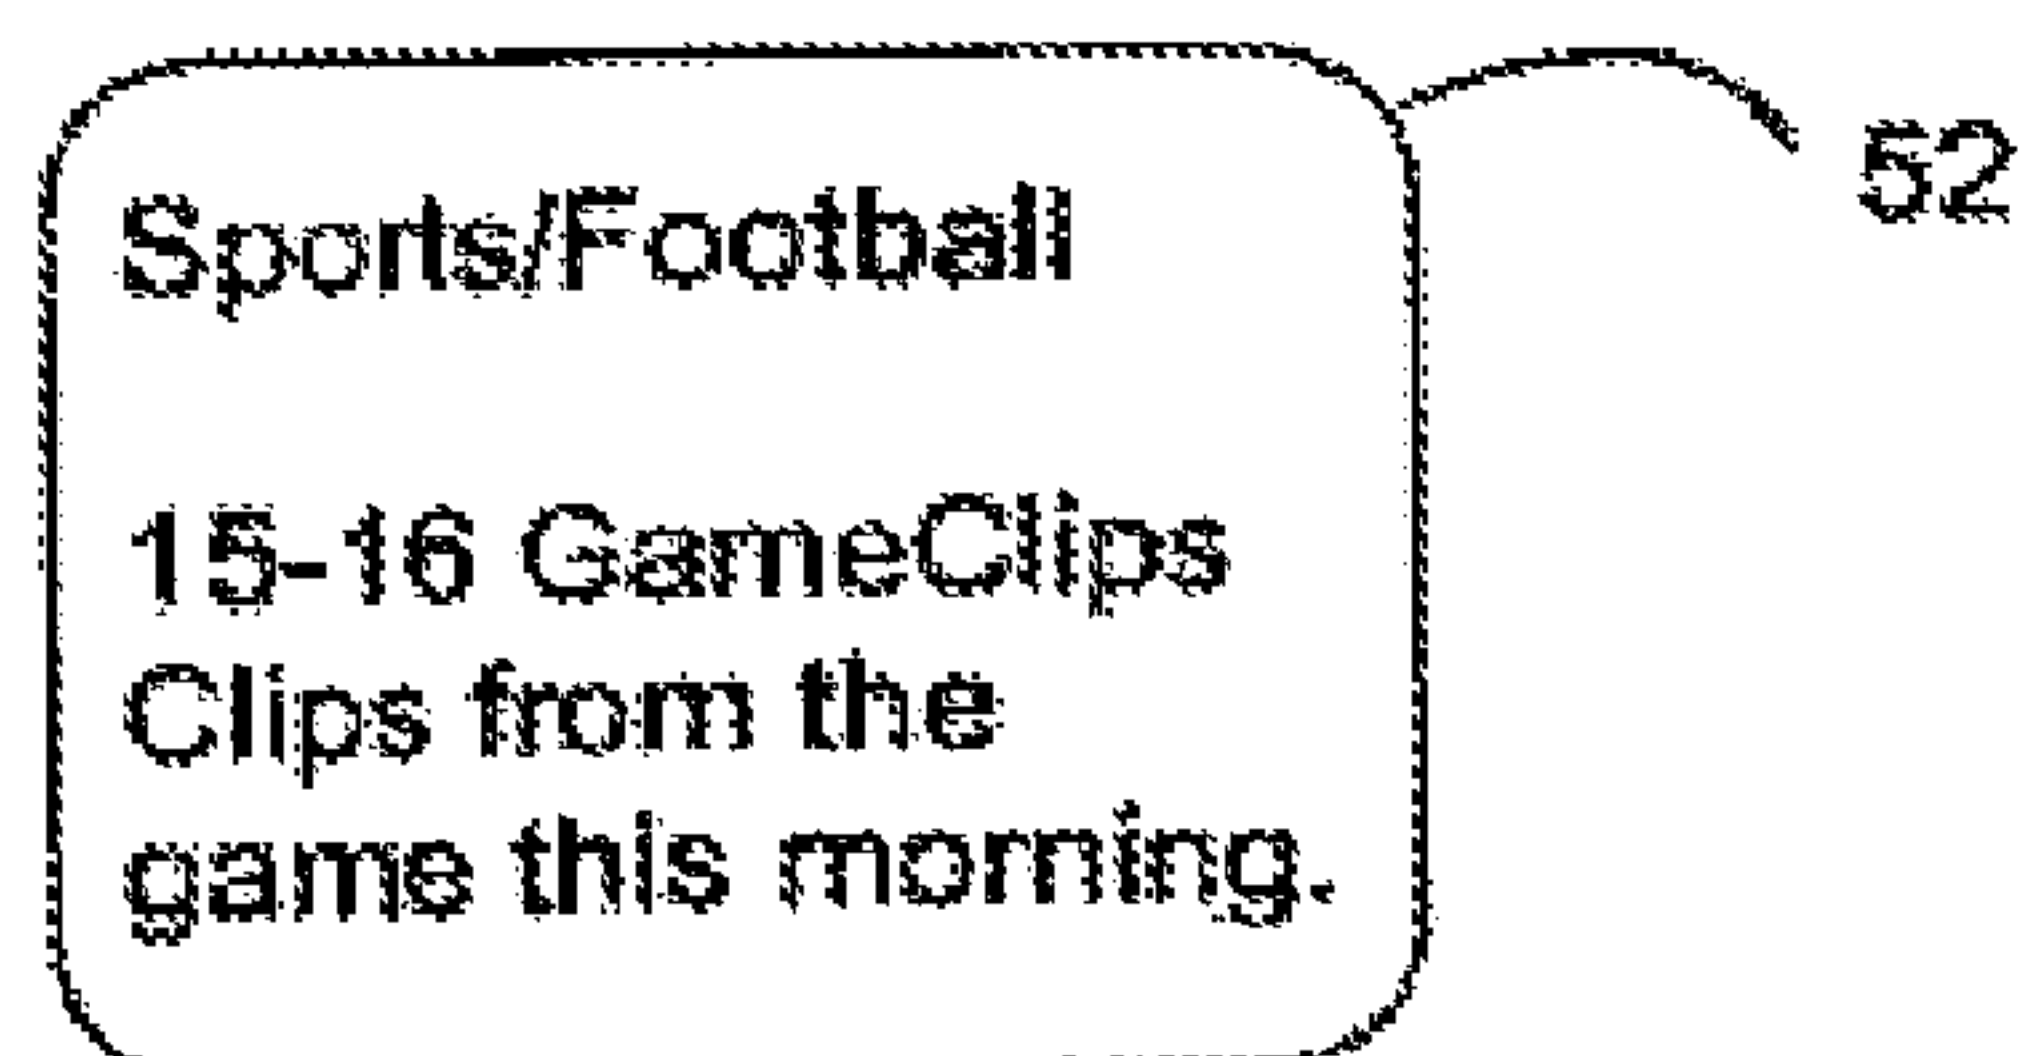 Sports/Football
52
15-16 GameClips
Clips from the
game this morning.